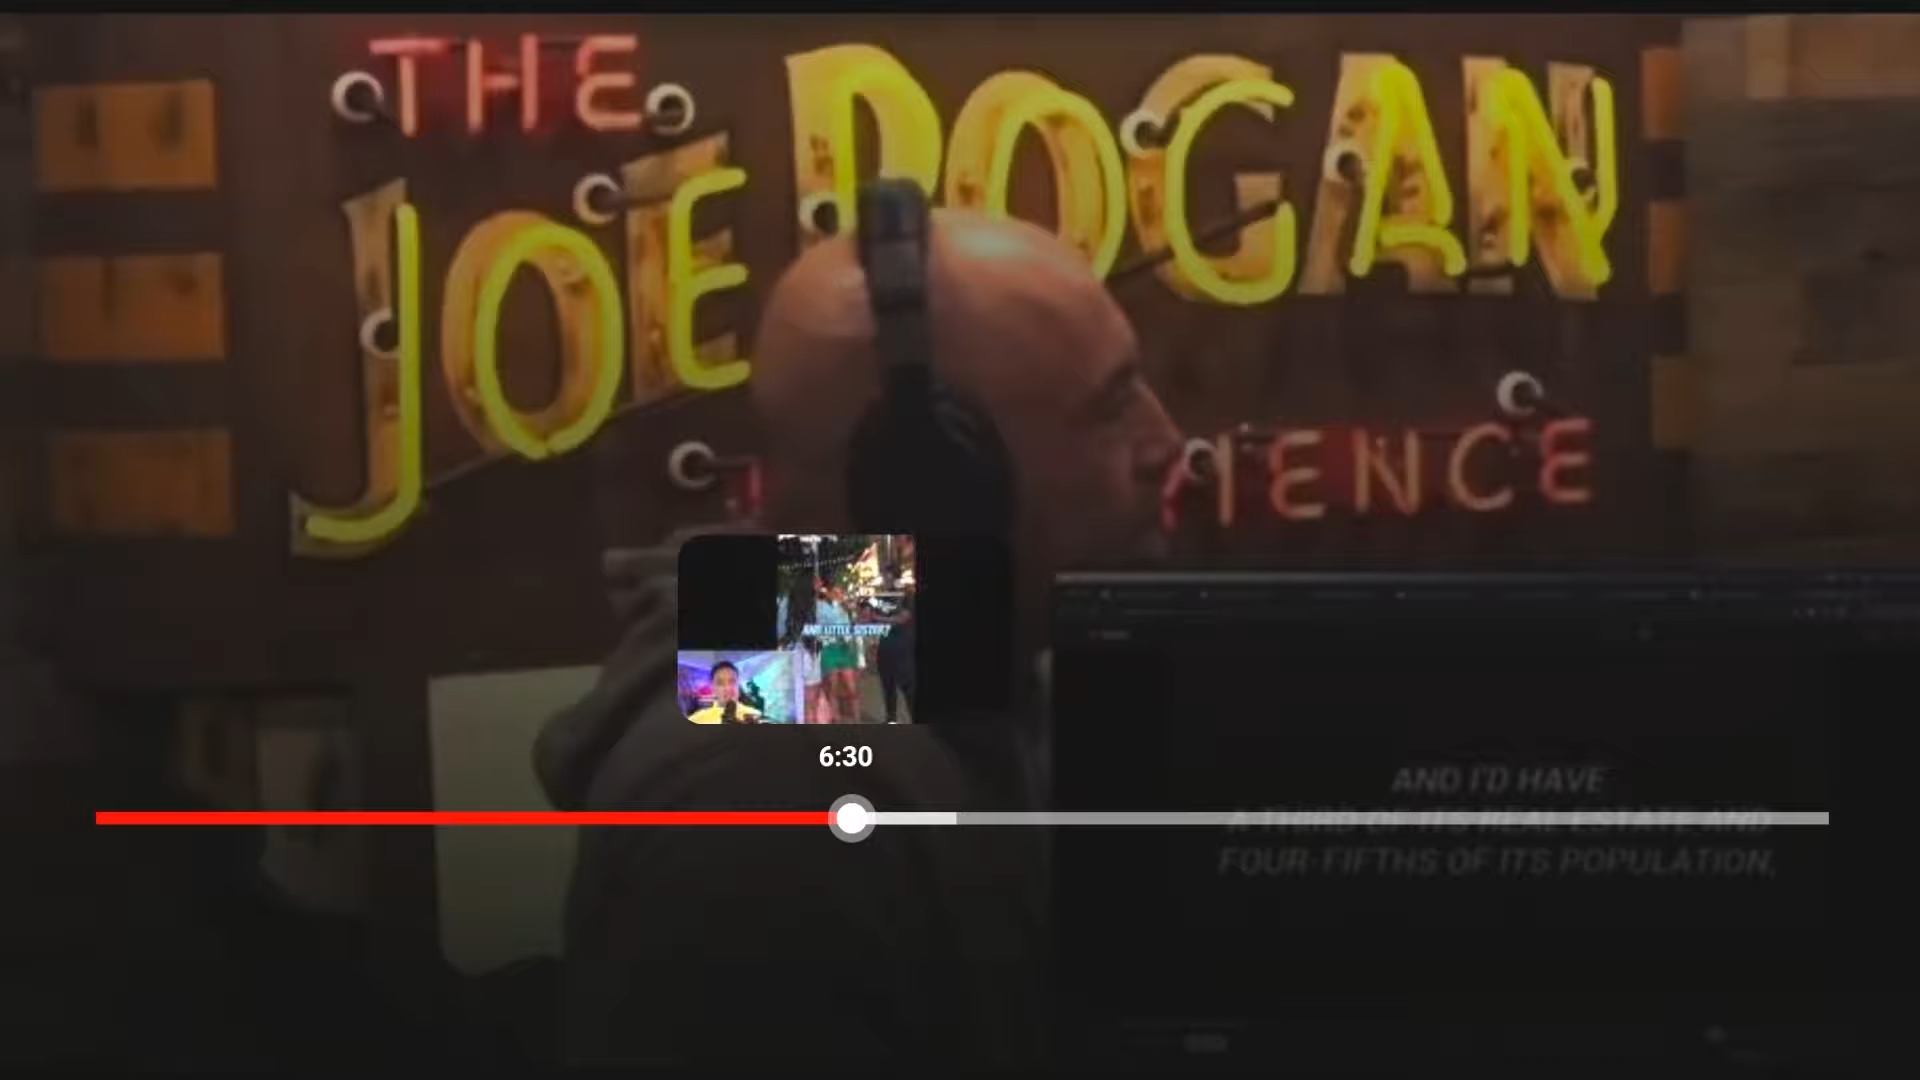 THE
JOE ROGAN
IENCE
AND LITTLE SISTER?
6:30
AND I'D HAVE
A THIRD OF ITS REAL ESTATE AND
FOUR-FIFTHS OF ITS POPULATION,